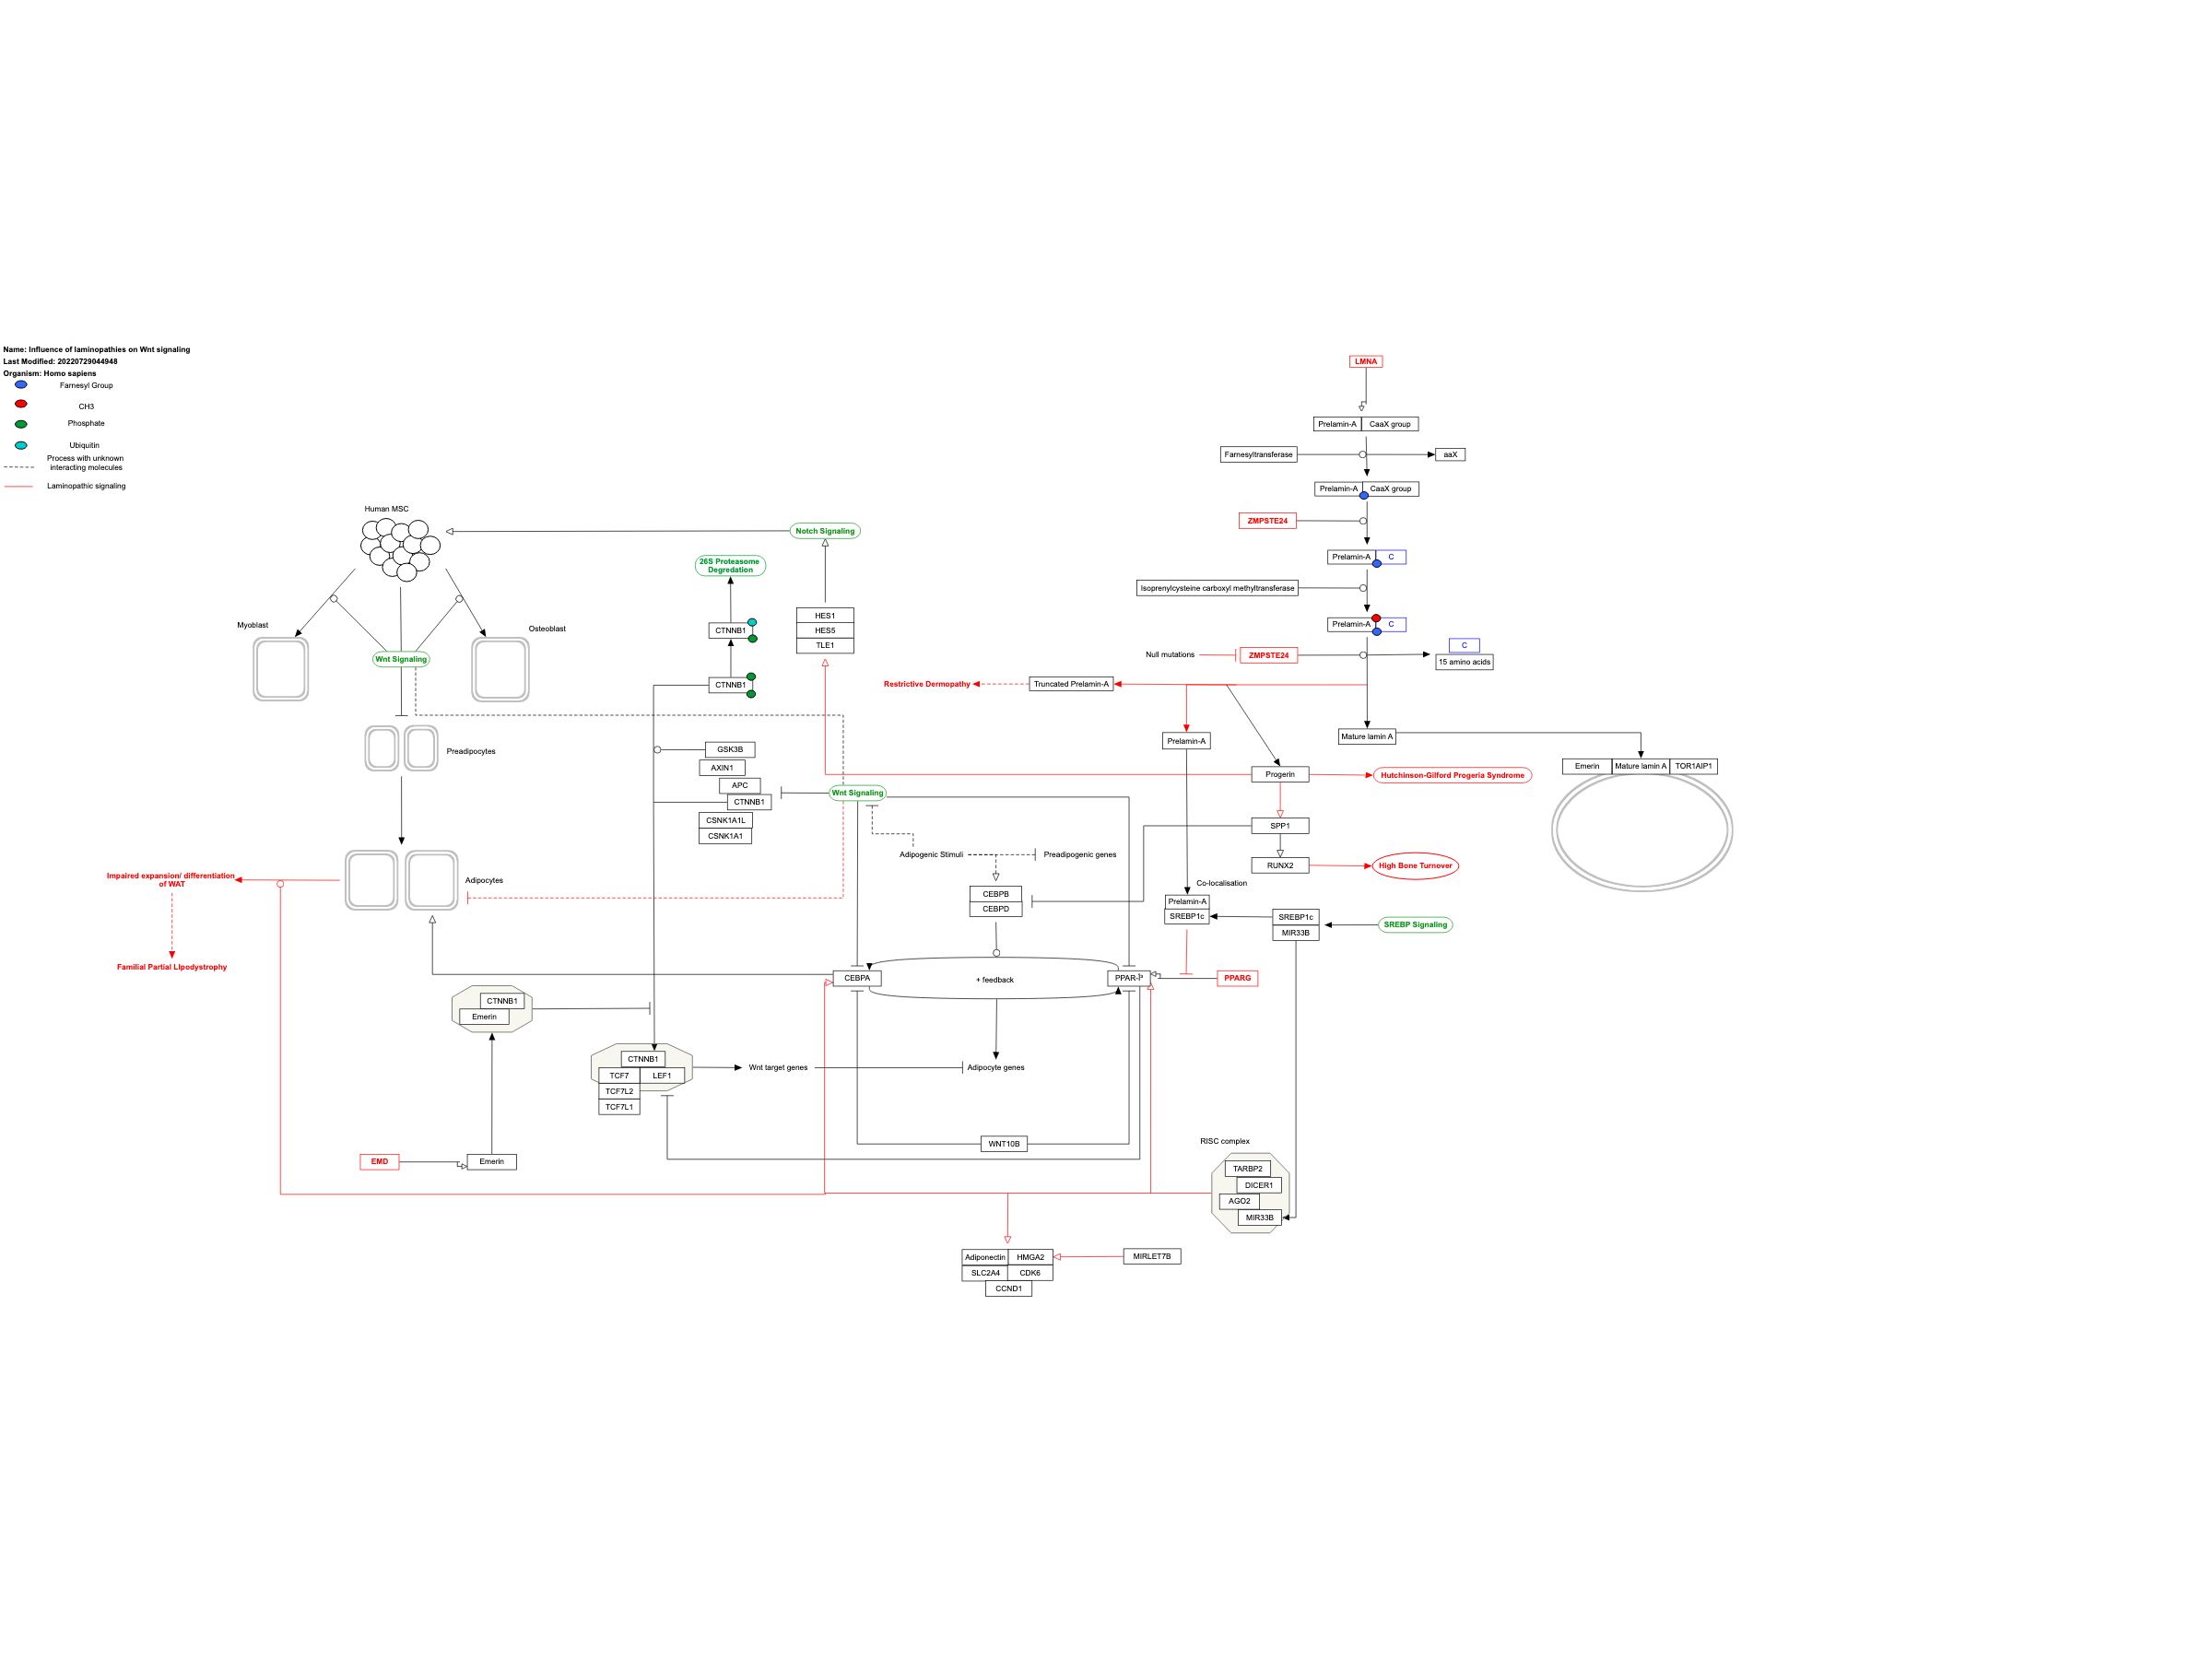 Name: Influence of laminopathies on Wnt signaling
Last Modified: 20220729044948
Organism: Homo sapiens
Farnesyl Group
CH3
Phosphate
Ubiquitin
Process with unknown
interacting molecules
Laminopathic signaling
LMNA
Prelamin-A
CaaX group
Farnesyltransferase
aaX
Prelamin-A
CaaX group
ZMPSTE24
Prelamin-A
C
Isoprenylcysteine carboxyl methyltransferase
Prelamin-A
C
Null mutations
ZMPSTE24
C
15 amino acids
Restrictive Dermopathy
Truncated Prelamin-A
Prelamin-A
Mature lamin A
Progerin
Hutchinson-Gilford Progeria Syndrome
Emerin
Mature lamin A
TOR1AIP1
SPP1
RUNX2
High Bone Turnover
Co-localisation
Prelamin-A
SREBP1c
SREBP1c
MIR33B
SREBP Signaling
Human MSC
Notch Signaling
26S Proteasome
Degredation
HES1
HES5
TLE1
CTNNB1
CTNNB1
Myoblast
Osteoblast
Wnt Signaling
Preadipocytes
GSK3B
AXIN1
APC
CTNNB1
CSNK1A1L
CSNK1A1
Wnt Signaling
Adipogenic Stimuli
Preadipogenic genes
CEBPB
CEBPD
Impaired expansion/ differentiation
of WAT
Adipocytes
Familial Partial LIpodystrophy
CEBPA
+ feedback
PPAR-
PPARG
CTNNB1
Emerin
CTNNB1
TCF7
LEF1
TCF7L2
TCF7L1
Wnt target genes
Adipocyte genes
WNT10B
EMD
Emerin
RISC complex
TARBP2
DICER1
AGO2
MIR33B
Adiponectin
HMGA2
SLC2A4
CDK6
CCND1
MIRLET7B